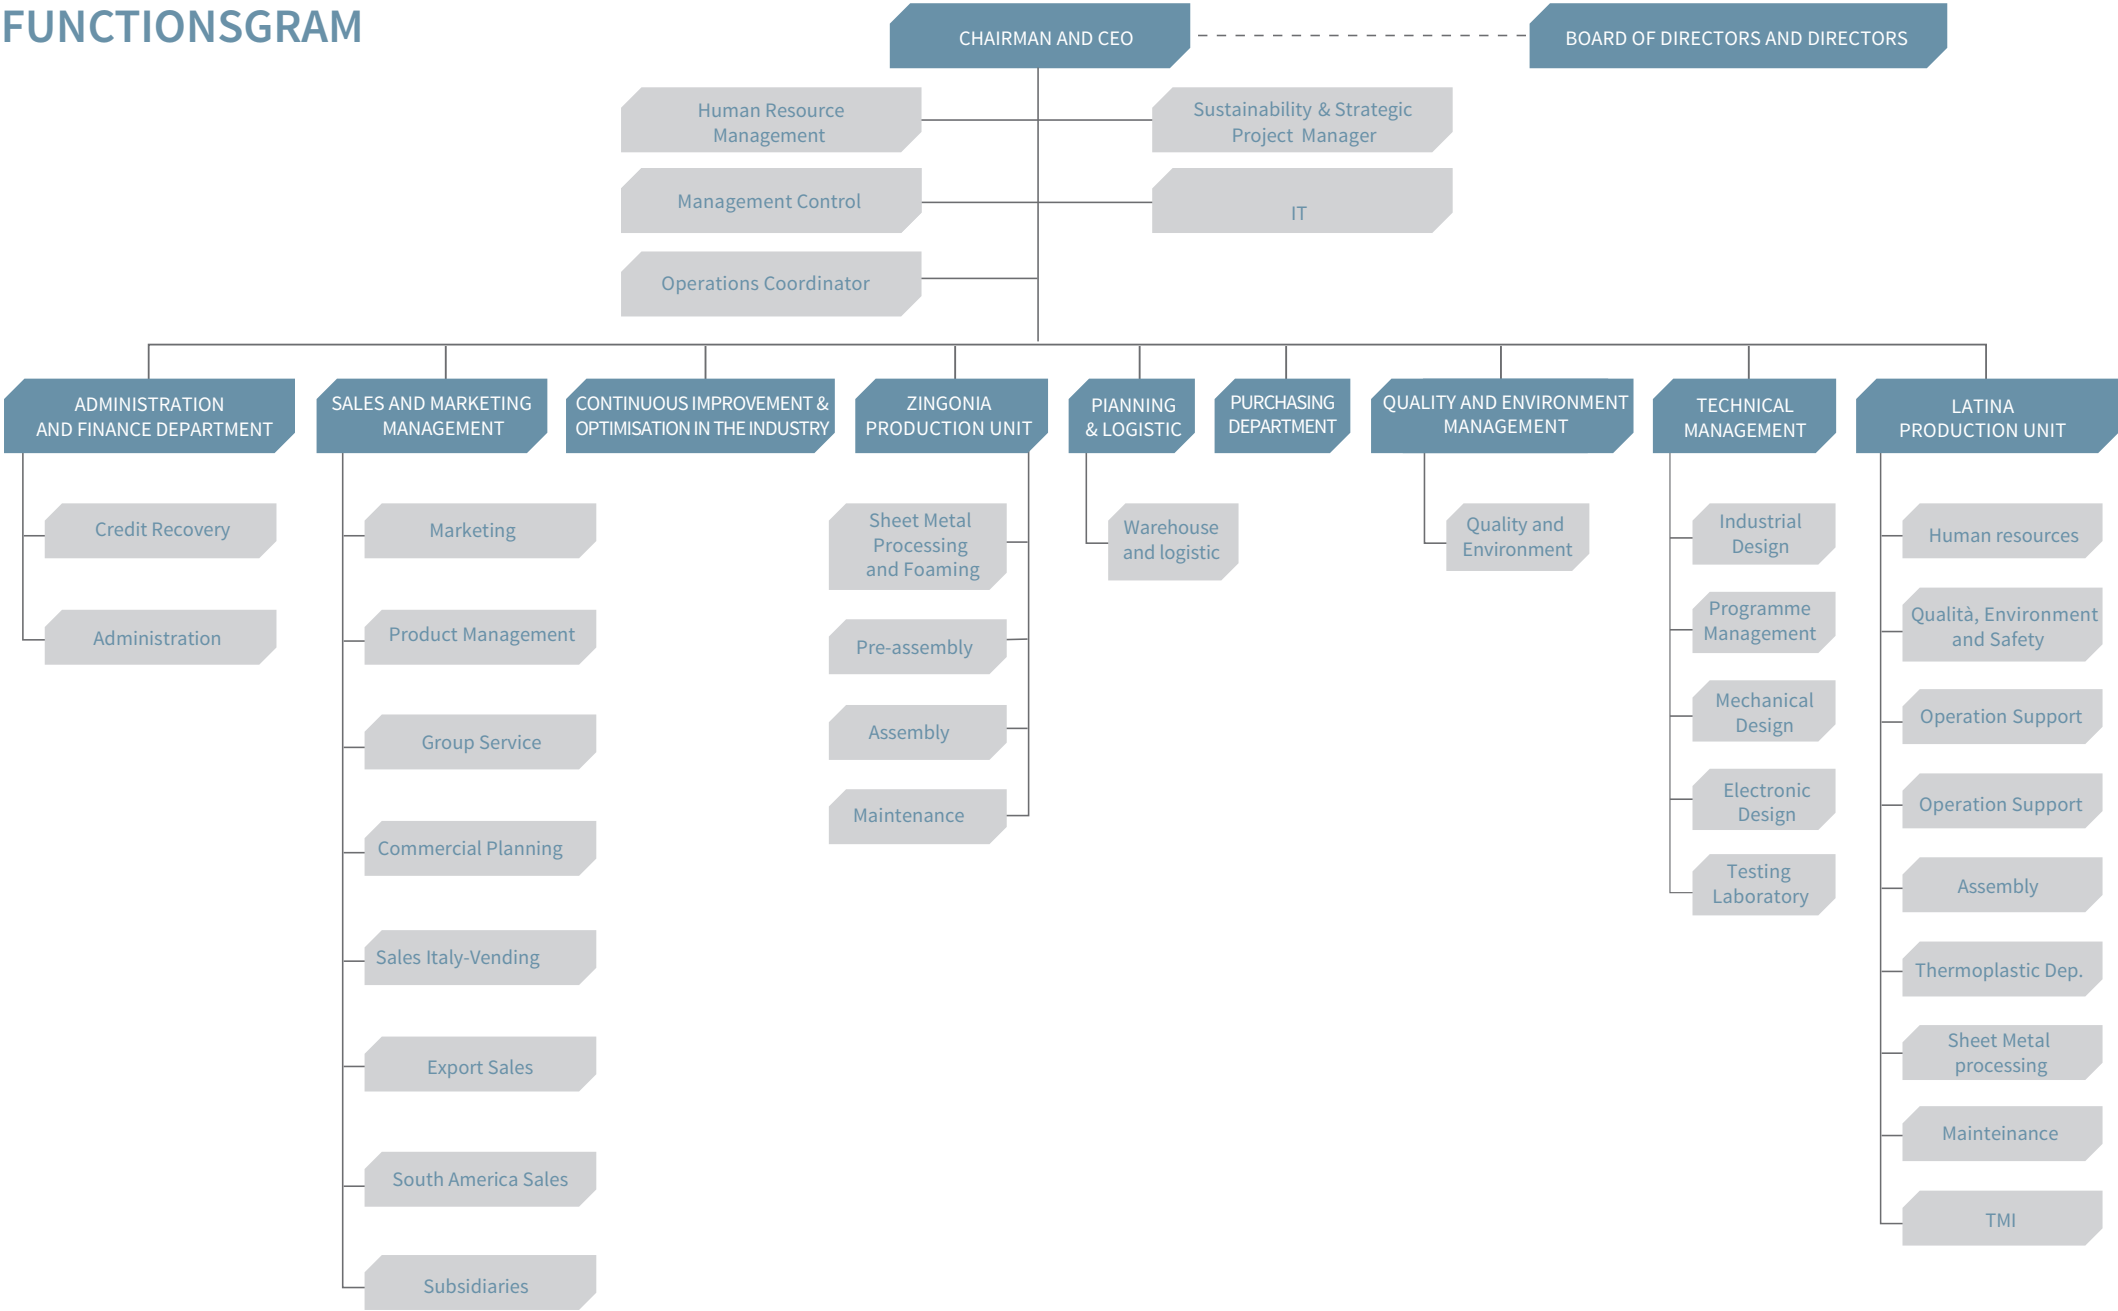 FUNCTIONSGRAM
CHAIRMAN AND CEO
BOARD OF DIRECTORS AND DIRECTORS
Human Resource
Management
Sustainability & Strategic
Project Manager
Management Control
IT
Operations Coordinator
ADMINISTRATION
AND FINANCE DEPARTMENT
SALES AND MARKETING
MANAGEMENT
CONTINUOUS IMPROVEMENT &
OPTIMISATION IN THE INDUSTRY
ZINGONIA
PRODUCTION UNIT
PIANNING
& LOGISTIC
PURCHASING
DEPARTMENT
QUALITY AND ENVIRONMENT
MANAGEMENT
TECHNICAL
MANAGEMENT
LATINA
PRODUCTION UNIT
Credit Recovery
Administration
Marketing
Product Management
Group Service
Commercial Planning
Sales Italy-Vending
Export Sales
South America Sales
Subsidiaries
Sheet Metal
Processing
and Foaming
Pre-assembly
Assembly
Maintenance
Warehouse
and logistic
Quality and
Environment
Industrial
Design
Programme
Management
Mechanical
Design
Electronic
Design
Testing
Laboratory
Human resources
Qualità, Environment
and Safety
Operation Support
Operation Support
Assembly
Thermoplastic Dep.
Sheet Metal
processing
Mainteinance
TMI